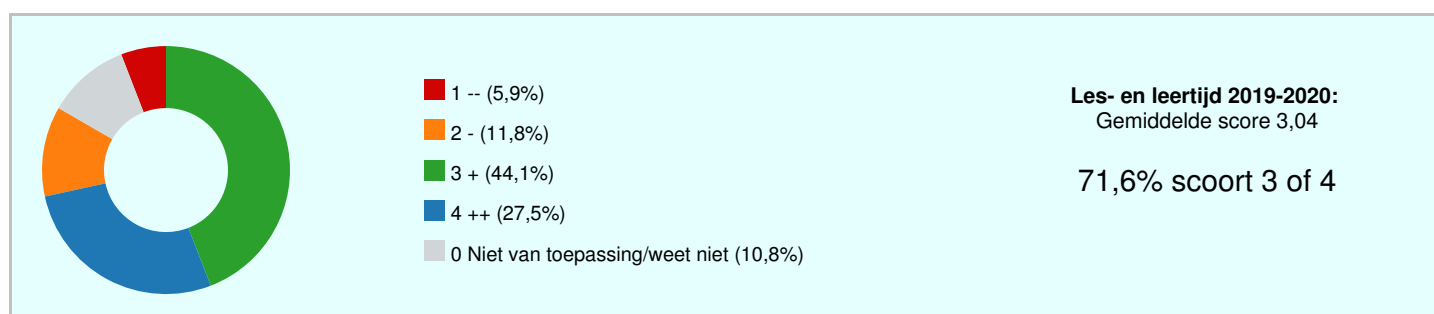 1 -- (5,9%)
2 - (11,8%)
3 + (44,1%)
4 ++ (27,5%)
0 Niet van toepassing/weet niet (10,8%)
Les- en leertijd 2019-2020:
Gemiddelde score 3,04
71,6% scoort 3 of 4